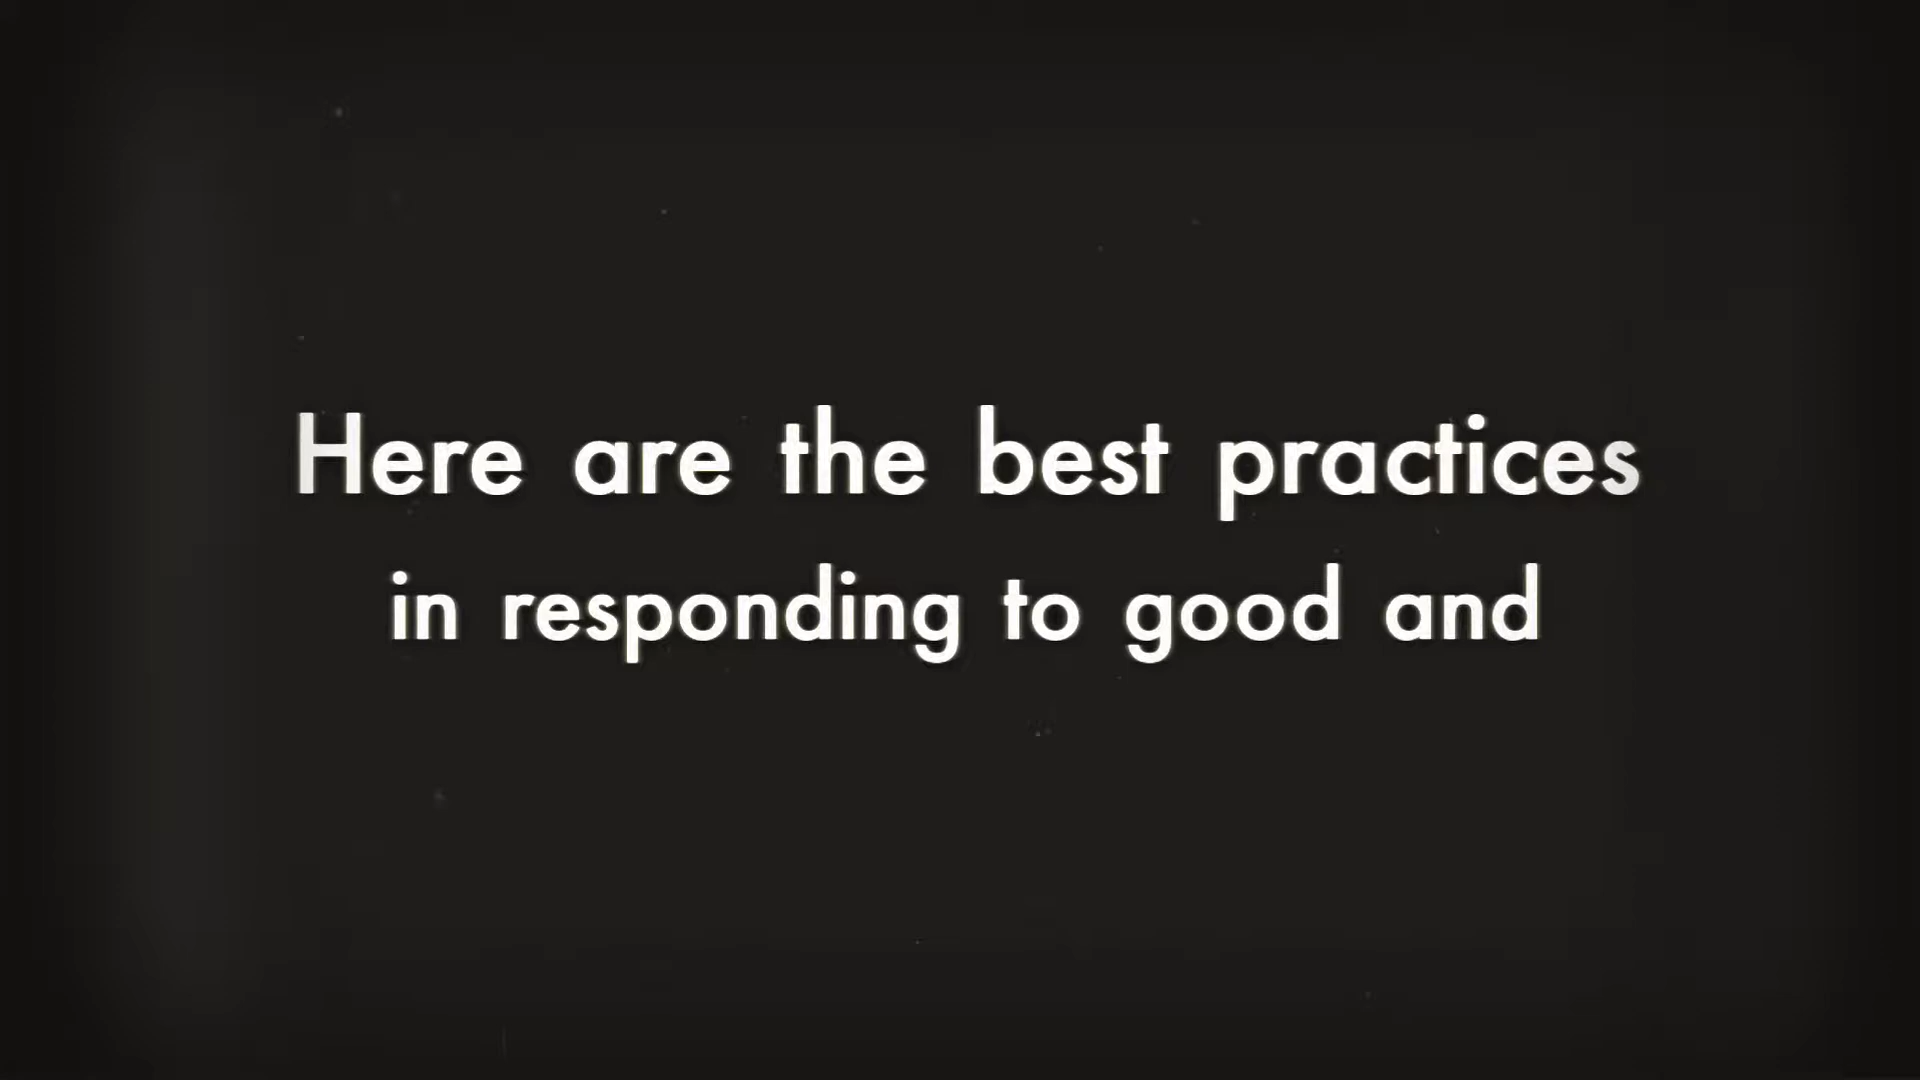 Here are the best practices
in responding to good and